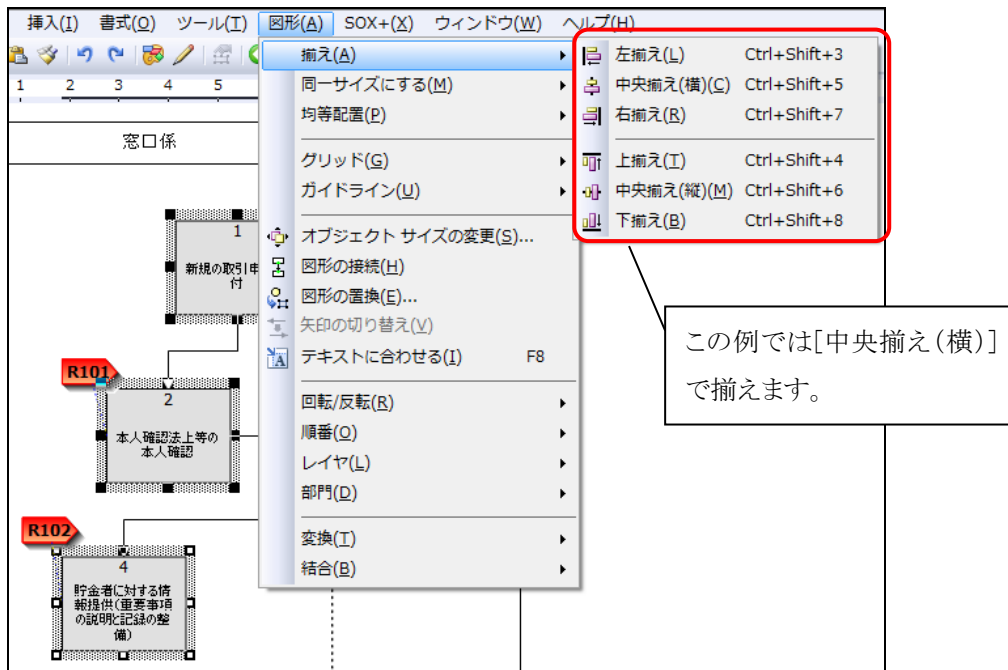 挿入(I) 書式(O) ツール(T) 図形(A) SOX+(X) ウィンドウ(W) ヘルプ(H)
1 2 3 4 5
窓口係
揃え(A)
同一サイズにする(M)
均等配置(P)
グリッド(G)
ガイドライン(U)
オブジェクト サイズの変更(S)...
図形の接続(H)
図形の置換(E)...
矢印の切り替え(V)
テキストに合わせる(I) F8
回転/反転(R)
順番(O)
レイヤ(L)
部門(D)
変換(T)
結合(B)
左揃え(L) Ctrl+Shift+3
中央揃え(横)(C) Ctrl+Shift+5
右揃え(R) Ctrl+Shift+7
上揃え(T) Ctrl+Shift+4
中央揃え(縦)(M) Ctrl+Shift+6
下揃え(B) Ctrl+Shift+8
この例では[中央揃え(横)]
で揃えます。
1
新規の取引申
付
R101
2
本人確認法上等の
本人確認
R102
4
貯金者に対する情
報提供(重要事項
の説明と記録の整
備)